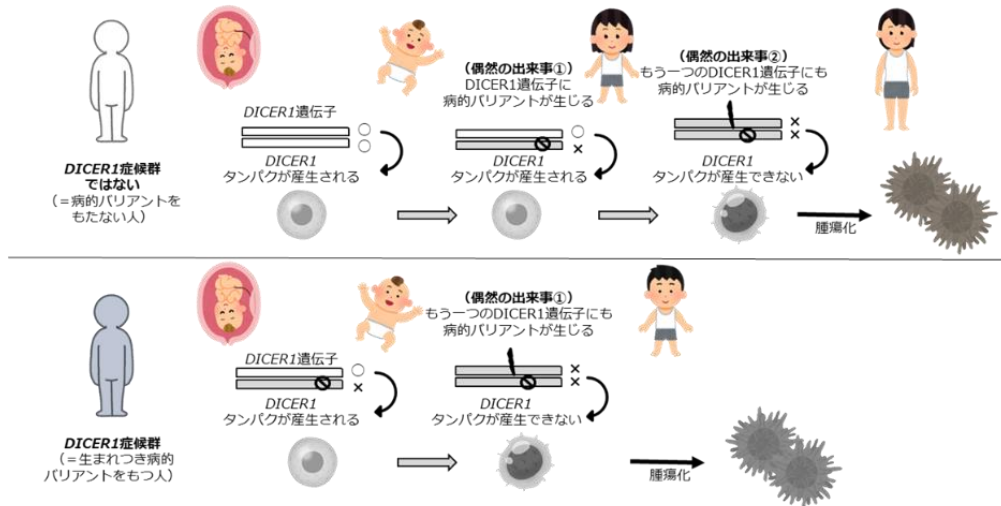 DICER1症候群
ではない
(=病的バリアントを
もたない人)
DICER1遺伝子
○
○
DICER1
タンパクが産生される
(偶然の出来事①)
DICER1遺伝子に
病的バリアントが生じる
○
×
DICER1
タンパクが産生される
(偶然の出来事②)
もう一つのDICER1遺伝子にも
病的バリアントが生じる
×
×
DICER1
タンパクが産生できない
腫瘍化
DICER1症候群
(=生まれつき病的
バリアントをもつ人)
DICER1遺伝子
○
×
DICER1
タンパクが産生される
(偶然の出来事①)
もう一つのDICER1遺伝子にも
病的バリアントが生じる
×
×
DICER1
タンパクが産生できない
腫瘍化